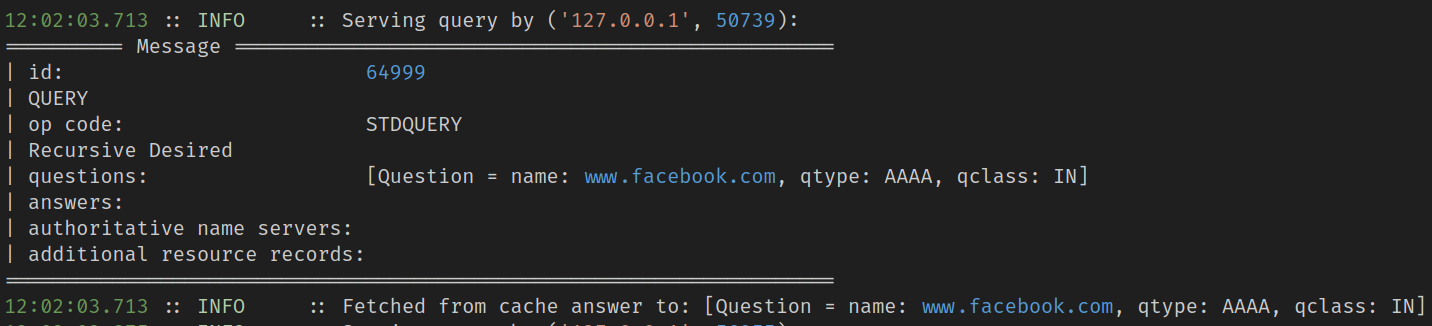 12:02:03.713 :: INFO     :: Serving query by ('127.0.0.1', 50739):
========== Message ==================================================
| id:                         64999
| QUERY
| op code:                    STDQUERY
| Recursive Desired
| questions:                  [Question = name: www.facebook.com, qtype: AAAA, qclass: IN]
| answers:
| authoritative name servers:
| additional resource records:
=====================================================================
12:02:03.713 :: INFO     :: Fetched from cache answer to: [Question = name: www.facebook.com, qtype: AAAA, qclass: IN]